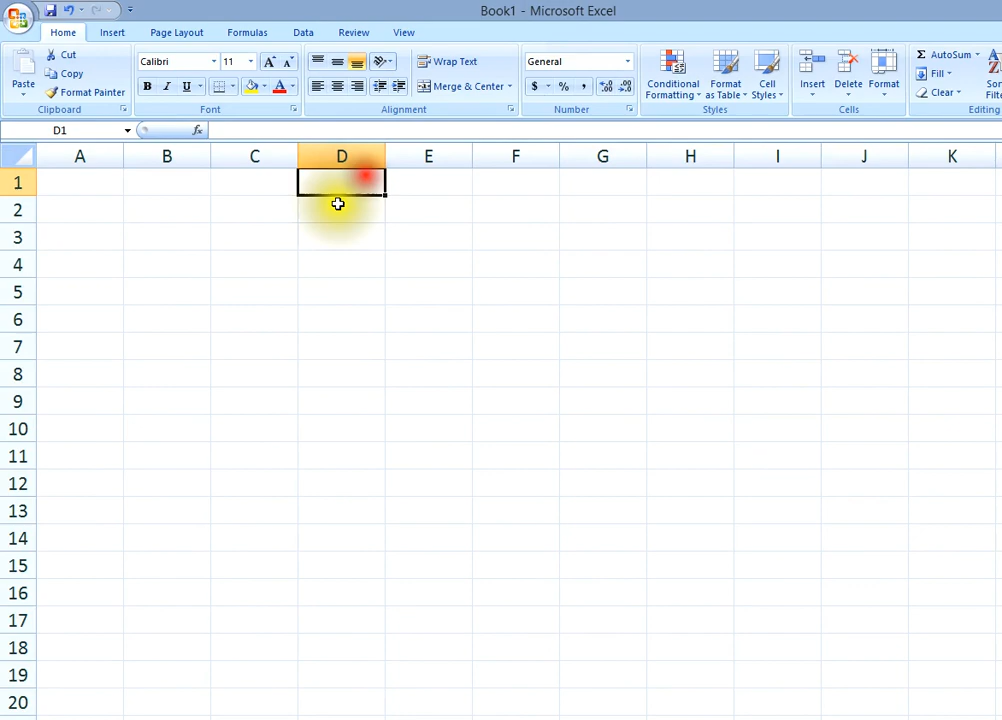 Book1 - Microsoft Excel
Home Insert Page Layout Formulas Data Review View
Cut
Copy
Format Painter
Paste
Clipboard
Calibri 11
B I U
Font
Wrap Text
Merge & Center
Alignment
General
$ % ,
Number
Conditional Formatting
Format as Table
Cell Styles
Styles
Insert Delete Format
Cells
Σ AutoSum
Fill
Clear
Editing
D1 fx
A B C D E F G H I J K
1
2
3
4
5
6
7
8
9
10
11
12
13
14
15
16
17
18
19
20